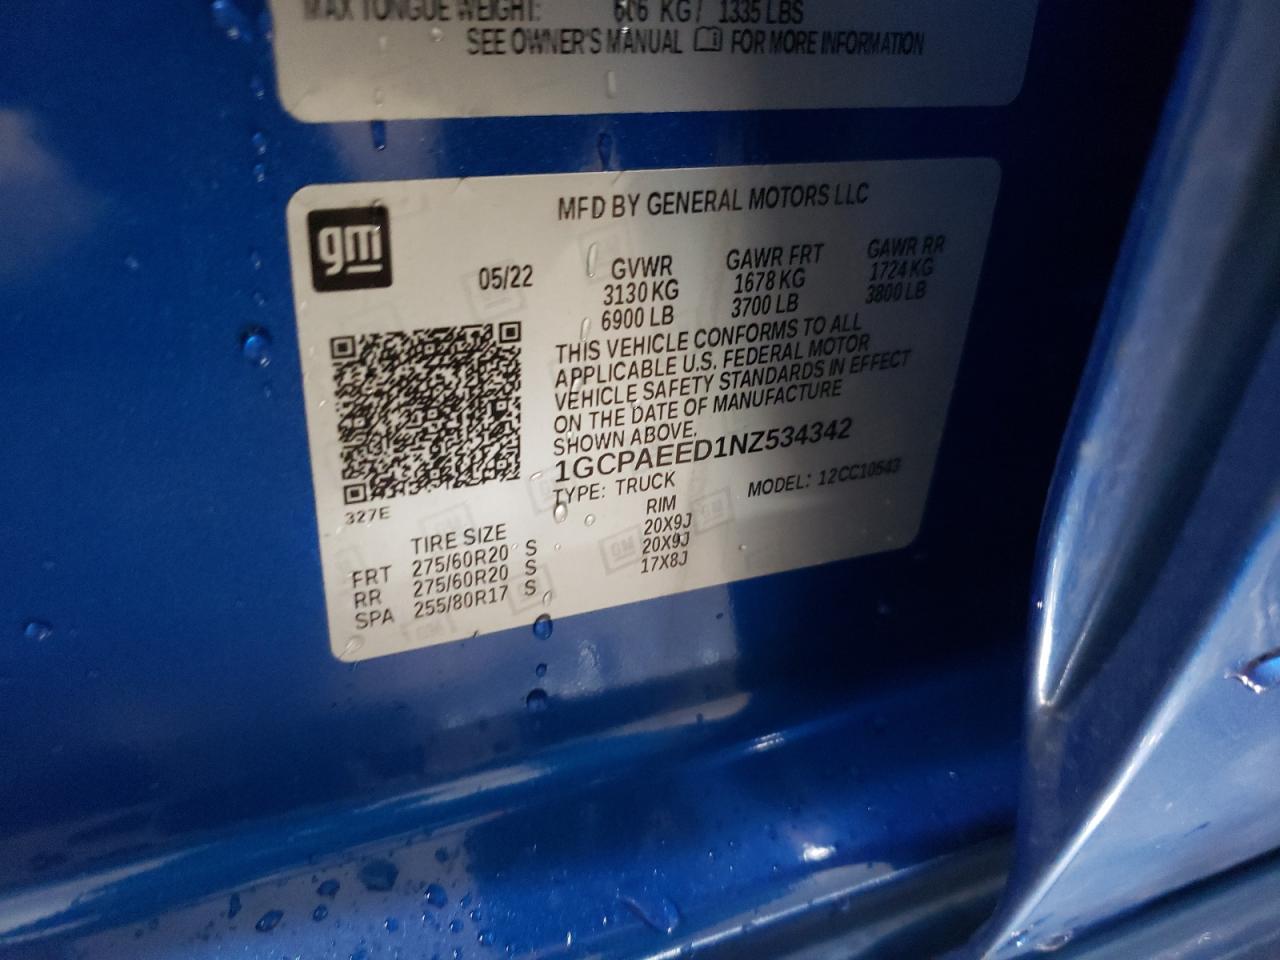 MAX TONGUE WEIGHT: 606 KG / 1335 LBS
SEE OWNER'S MANUAL FOR MORE INFORMATION
MFD BY GENERAL MOTORS LLC
gm
05/22
GVWR GAWR FRT GAWR RR
3130 KG 1678 KG 1724 KG
6900 LB 3700 LB 3800 LB
THIS VEHICLE CONFORMS TO ALL
APPLICABLE U.S. FEDERAL MOTOR
VEHICLE SAFETY STANDARDS IN EFFECT
ON THE DATE OF MANUFACTURE
SHOWN ABOVE.
1GCPAEED1NZ534342
TYPE: TRUCK MODEL: 12CC10543
327E
TIRE SIZE RIM
FRT 275/60R20 S 20X9J
RR 275/60R20 S 20X9J
SPA 255/80R17 S 17X8J